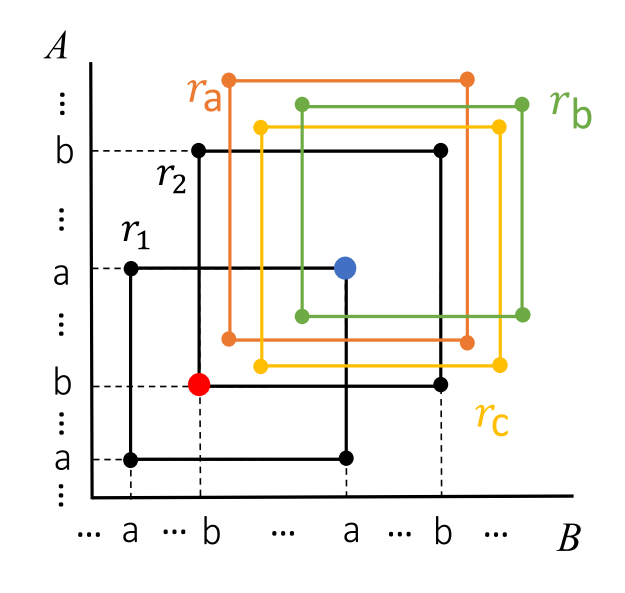 A
⋮
r_a
r_b
b
r_2
⋮
r_1
a
⋮
b
r_c
⋮
a
⋮
... a ... b ... a ... b ...
B